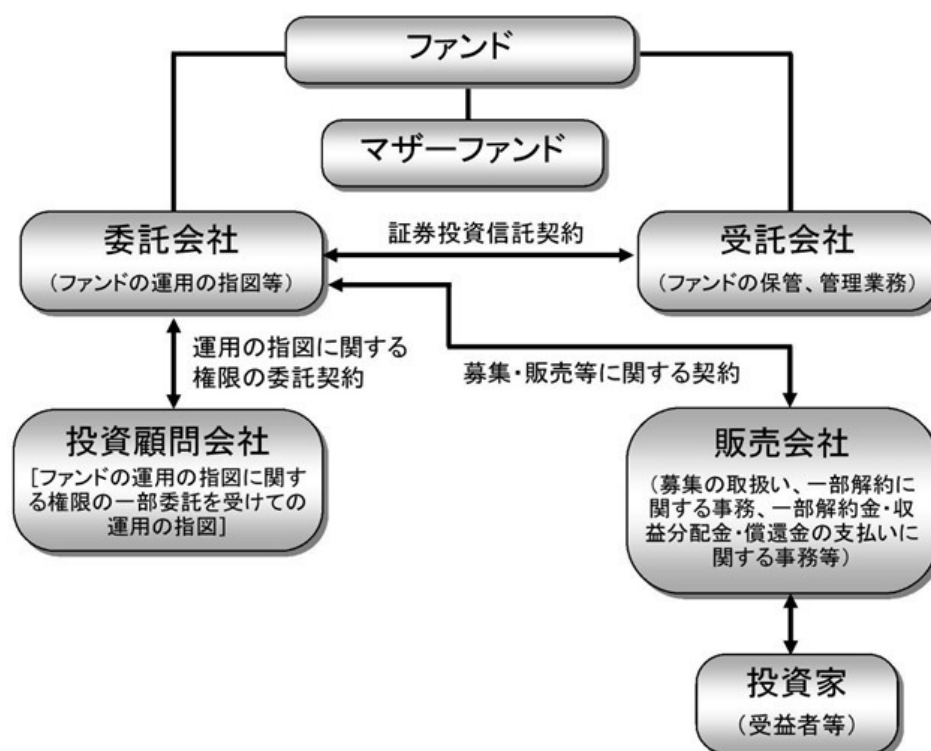 ファンド
マザーファンド
委託会社
（ファンドの運用の指図等）
証券投資信託契約
受託会社
（ファンドの保管、管理業務）
運用の指図に関する
権限の委託契約
募集・販売等に関する契約
投資顧問会社
［ファンドの運用の指図に関す
る権限の一部委託を受けての
運用の指図］
販売会社
（募集の取扱い、一部解約に
関する事務、一部解約金・収
益分配金・償還金の支払いに
関する事務等）
投資家
（受益者等）